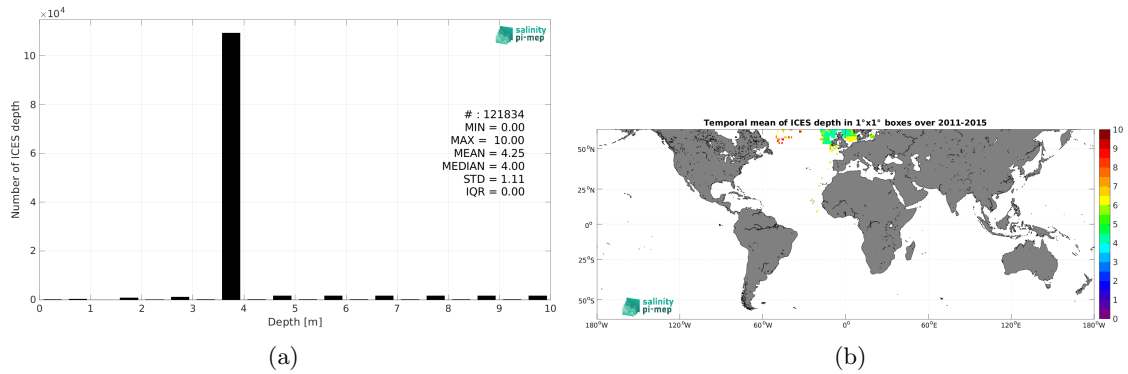 ×10⁴
10
8
6
4
2
0
Number of ICES depth
0 1 2 3 4 5 6 7 8 9 10
Depth [m]
salinity
pi-mep
# : 121834
MIN = 0.00
MAX = 10.00
MEAN = 4.25
MEDIAN = 4.00
STD = 1.11
IQR = 0.00
(a)
Temporal mean of ICES depth in 1°x1° boxes over 2011-2015
50°N
25°N
0°
25°S
50°S
180°W 120°W 60°W 0°E 60°E 120°E 180°W
salinity
pi-mep
10
9
8
7
6
5
4
3
2
1
0
(b)